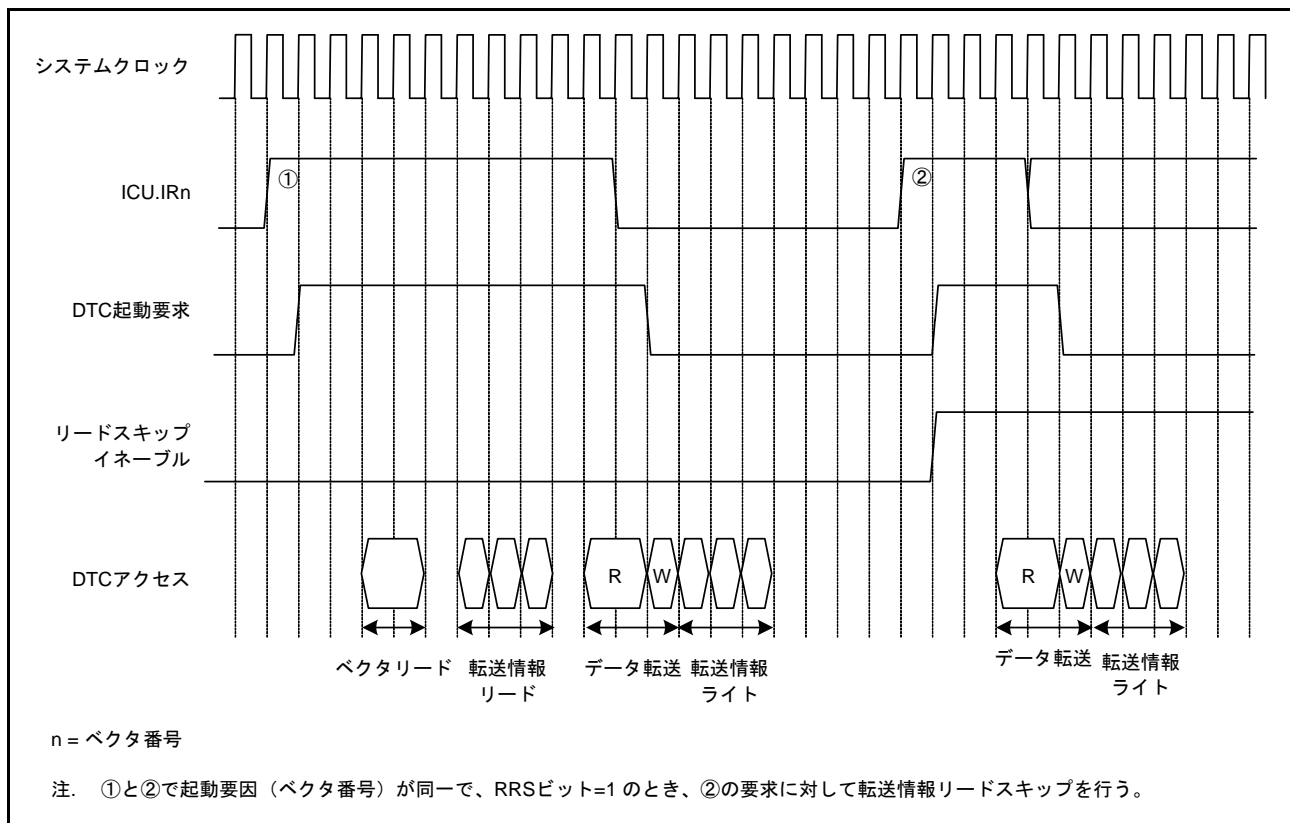 システムクロック
ICU.IRn
①
②
DTC起動要求
リードスキップ
イネーブル
DTCアクセス
R
W
R
W
ベクタリード
転送情報
リード
データ転送
転送情報
ライト
データ転送
転送情報
ライト
n = ベクタ番号
注. ①と②で起動要因（ベクタ番号）が同一で、RRSビット=1 のとき、②の要求に対して転送情報リードスキップを行う。